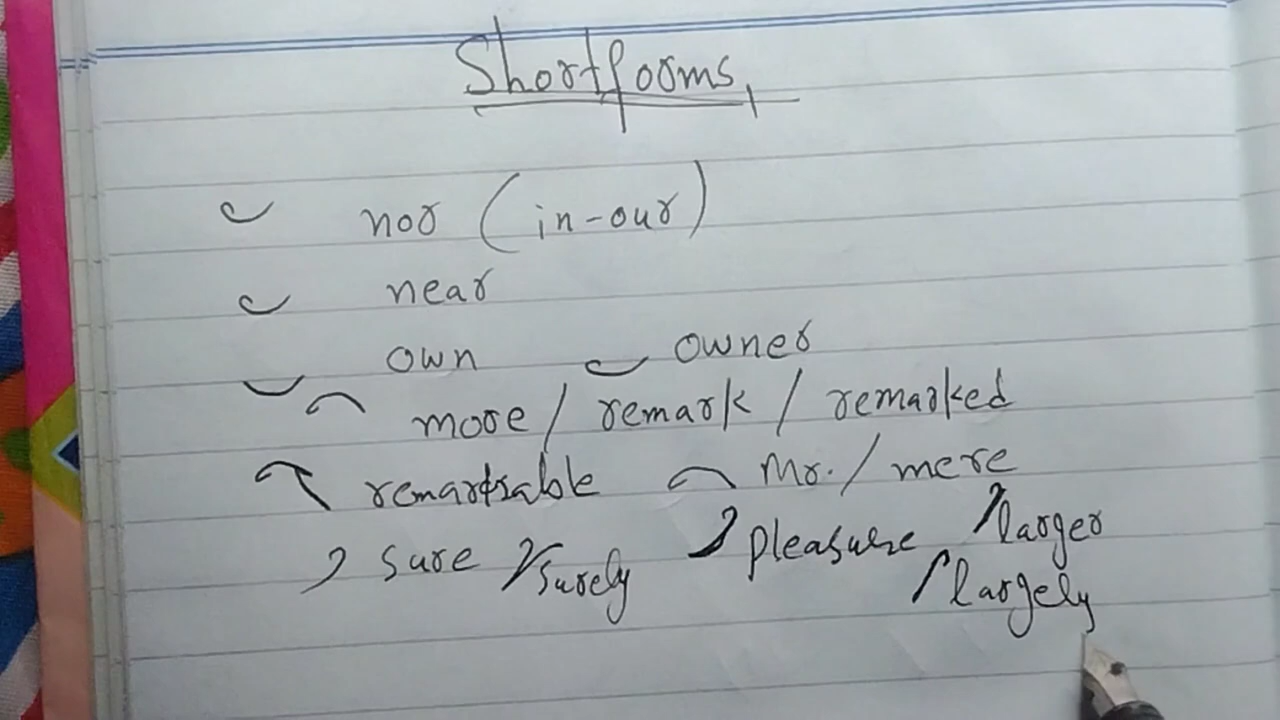 Shortforms
nor (in-our)
near
own owner
more / remark / remarked
remarkable Mr. / mere
sure surely pleasure larger
largely